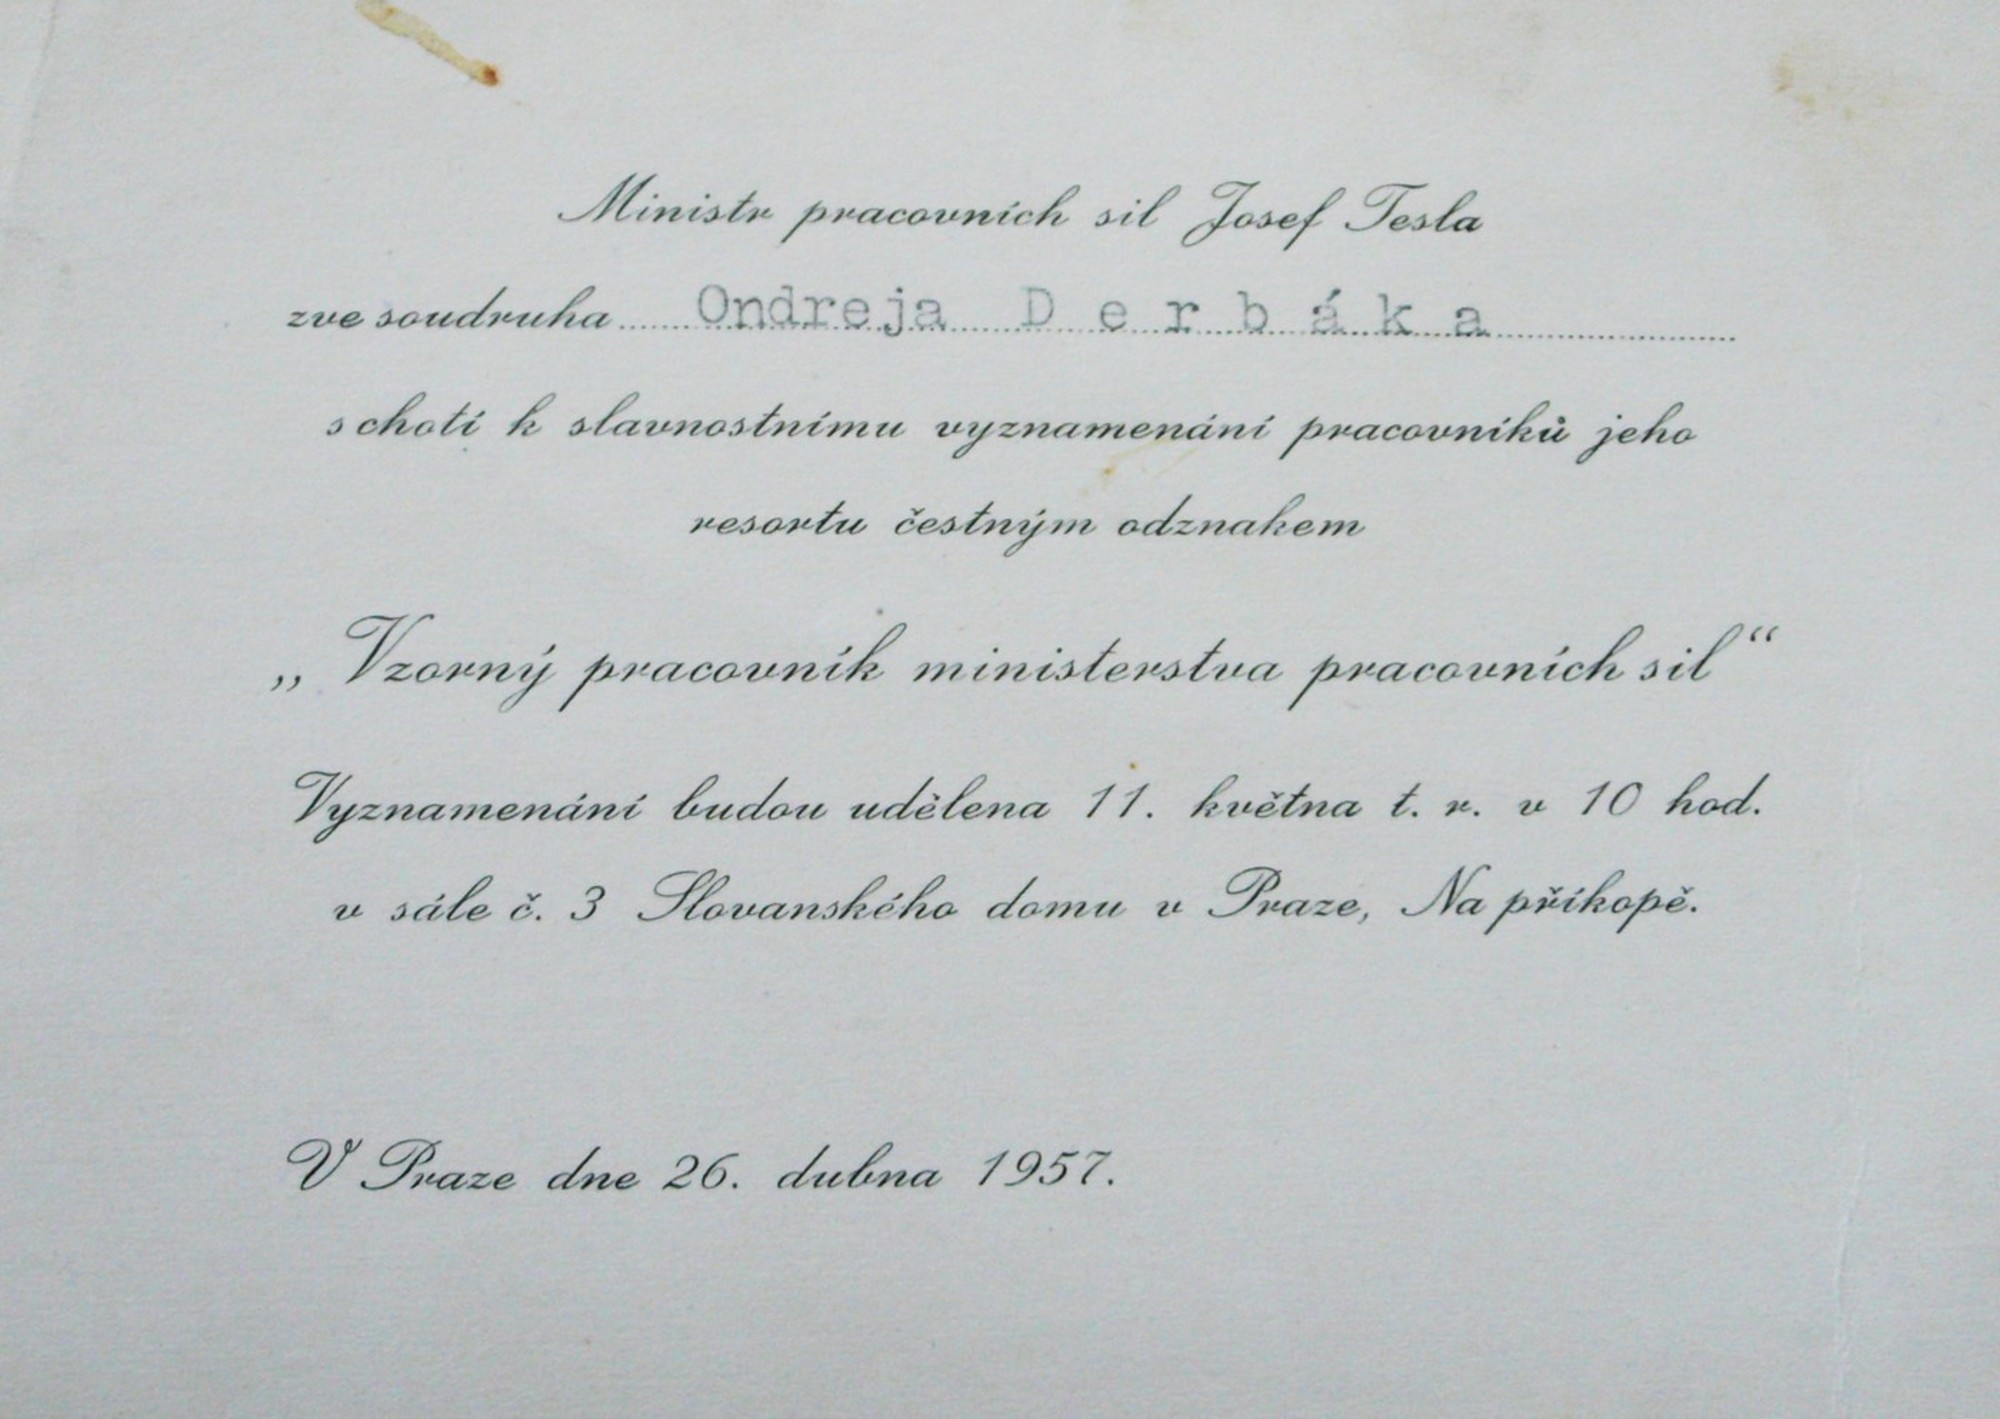 Ministr pracovních sil Josef Tesla
zve soudruha Ondreja D e r b á k a
s chotí k slavnostnímu vyznamenání pracovníků jeho
resortu čestným odznakem
„Vzorný pracovník ministerstva pracovních sil“
Vyznamenání budou udělena 11. května t. r. v 10 hod.
v sále č. 3 Slovanského domu v Praze, Na příkopě.
V Praze dne 26. dubna 1957.